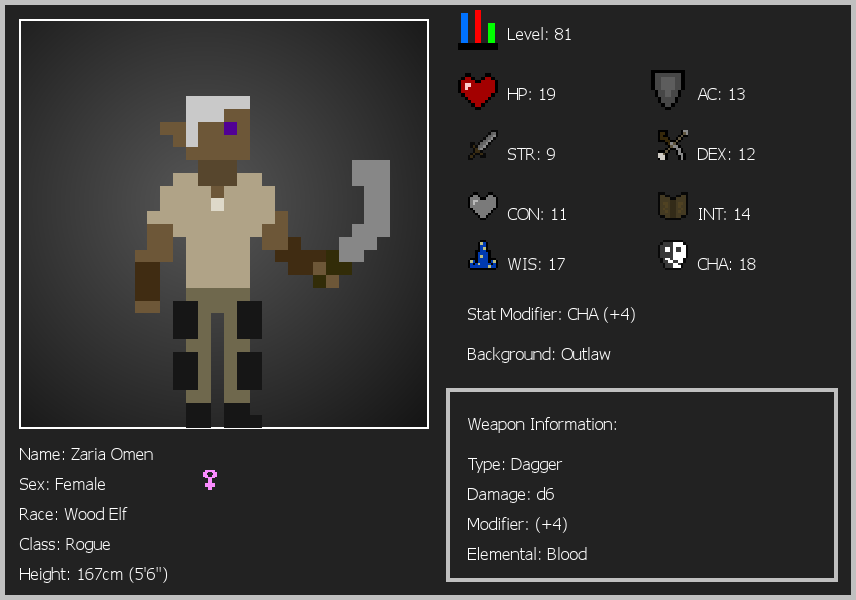 Level: 81
HP: 19
AC: 13
STR: 9
DEX: 12
CON: 11
INT: 14
WIS: 17
CHA: 18
Stat Modifier: CHA (+4)
Background: Outlaw
Weapon Information:
Type: Dagger
Damage: d6
Modifier: (+4)
Elemental: Blood
Name: Zaria Omen
Sex: Female
Race: Wood Elf
Class: Rogue
Height: 167cm (5'6")